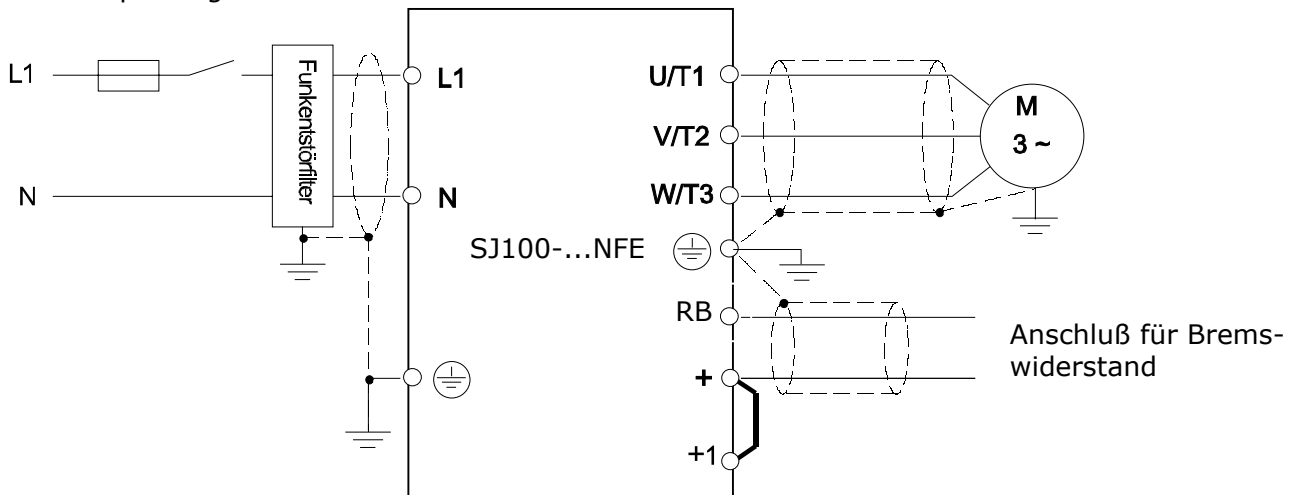 L1
Funkentstörfilter
L1
U/T1
M
3 ~
V/T2
N
N
W/T3
SJ100-...NFE
RB
Anschluß für Brems-
widerstand
+
+1